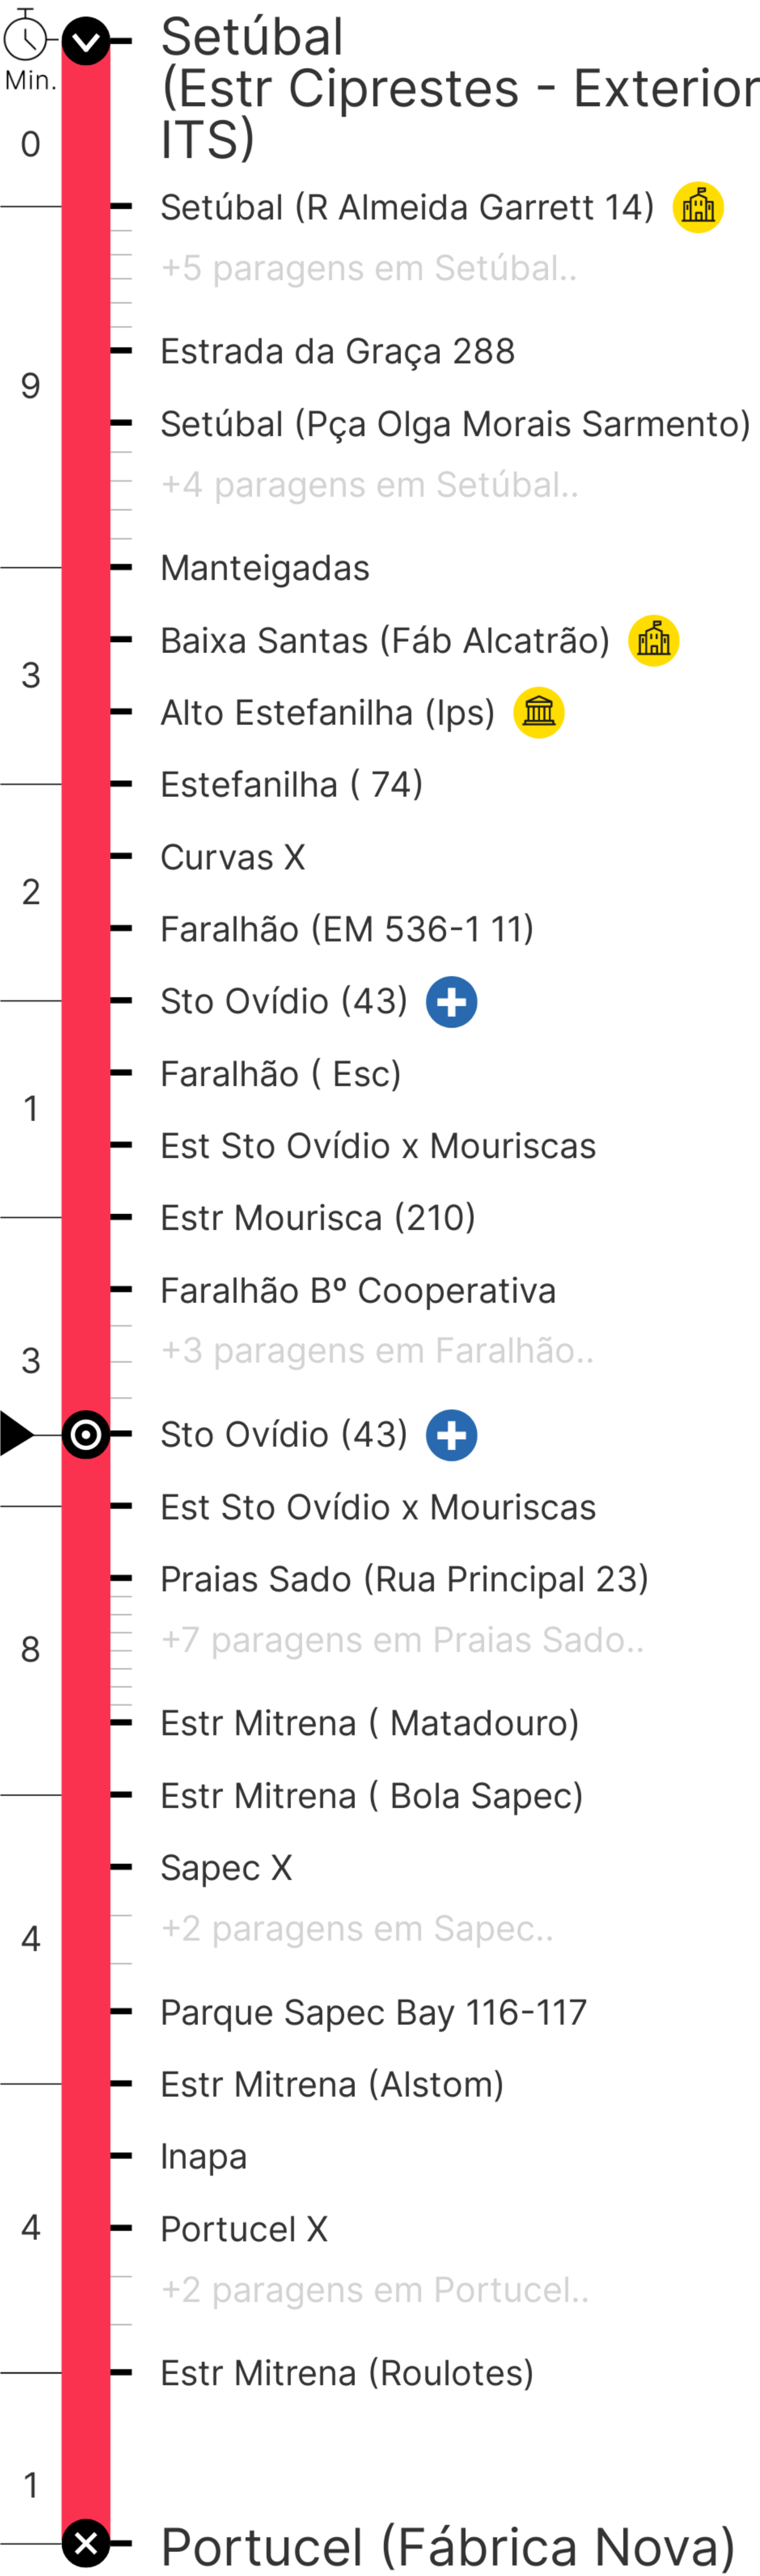 Setúbal
Min.
(Estr Ciprestes - Exterior
ITS)
0
Setúbal (R Almeida Garrett 14)
+5 paragens em Setúbal..
Estrada da Graça 288
9
Setúbal (Pça Olga Morais Sarmento)
+4 paragens em Setúbal..
Manteigadas
Baixa Santas (Fáb Alcatrão)
3
Alto Estefanilha (Ips)
Estefanilha ( 74)
Curvas X
2
Faralhão (EM 536-1 11)
Sto Ovídio (43)
Faralhão ( Esc)
1
Est Sto Ovídio x Mouriscas
Estr Mourisca (210)
Faralhão Bº Cooperativa
+3 paragens em Faralhão..
3
Sto Ovídio (43)
Est Sto Ovídio x Mouriscas
Praias Sado (Rua Principal 23)
+7 paragens em Praias Sado..
8
Estr Mitrena ( Matadouro)
Estr Mitrena ( Bola Sapec)
Sapec X
+2 paragens em Sapec..
4
Parque Sapec Bay 116-117
Estr Mitrena (Alstom)
Inapa
4
Portucel X
+2 paragens em Portucel..
Estr Mitrena (Roulotes)
1
Portucel (Fábrica Nova)